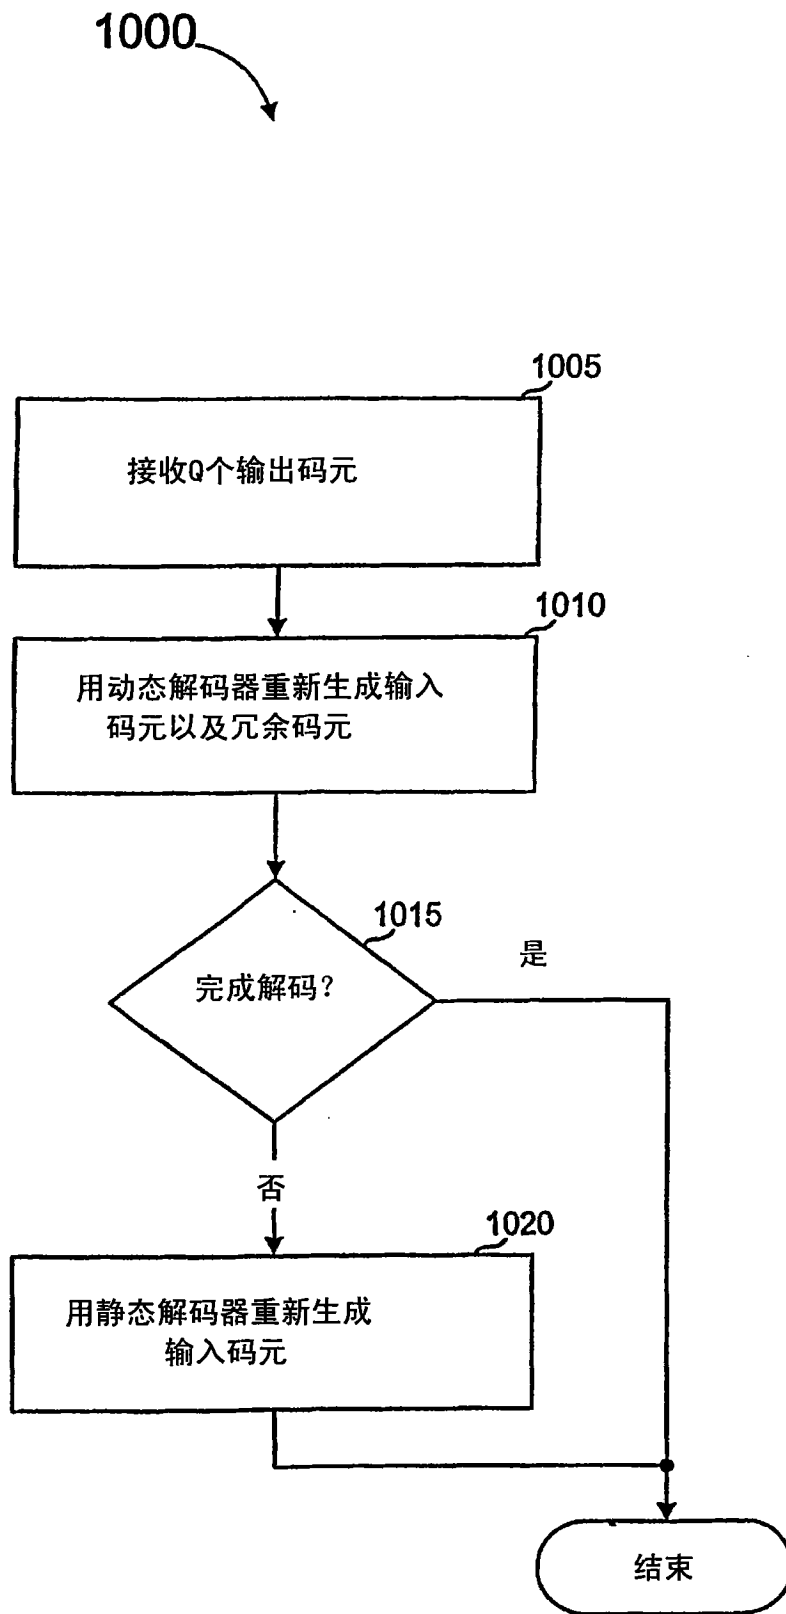 1000
1005
接收Q个输出码元
1010
用动态解码器重新生成输入
码元以及冗余码元
1015
是
完成解码?
否
1020
用静态解码器重新生成
输入码元
结束